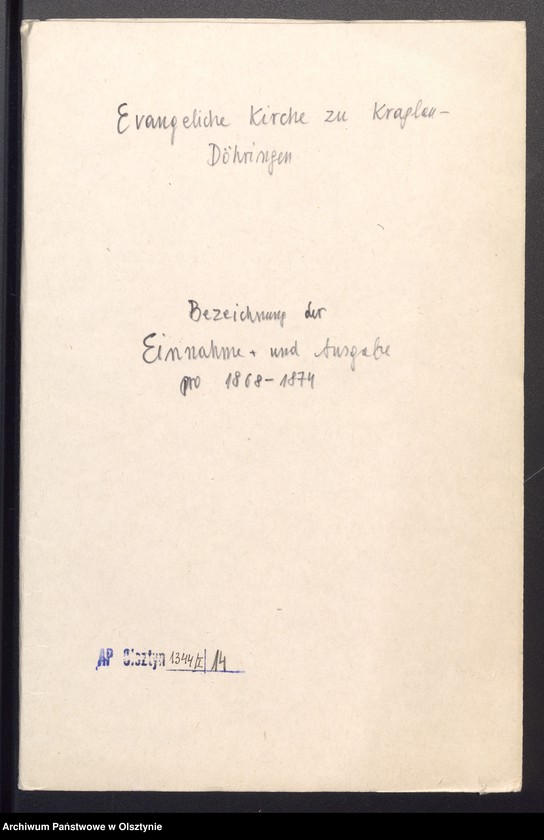 Evangeliche Kirche zu Kraplau-
Döhringen
Bezeichnung der
Einnahme + und Ausgabe
pro 1868-1874
AP Olsztyn 1344/I/14
Archiwum Państwowe w Olsztynie